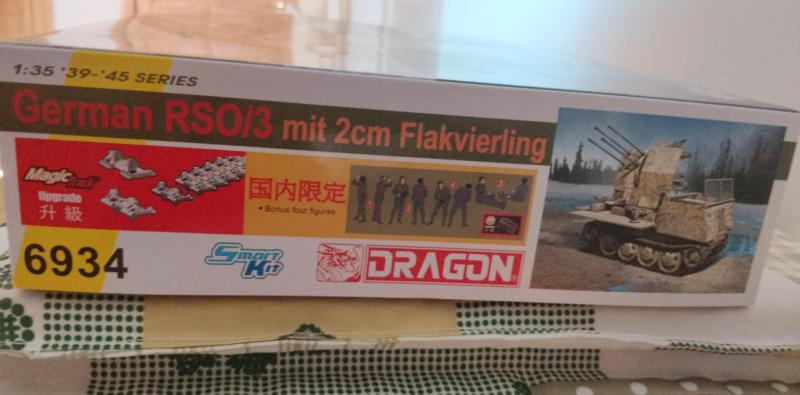 1:35 '39-'45 SERIES
German RSO/3 mit 2cm Flakvierling
Magic Track
Upgrade
升級
国内限定
• Bonus four figures
6934
Smart
Kit
DRAGON